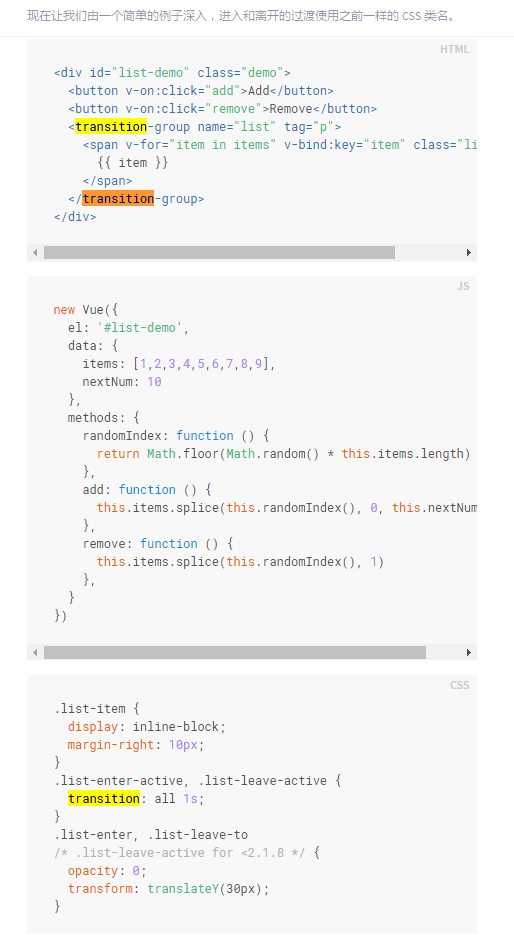 现在让我们由一个简单的例子深入，进入和离开的过渡使用之前一样的 CSS 类名。
HTML
<div id="list-demo" class="demo">
  <button v-on:click="add">Add</button>
  <button v-on:click="remove">Remove</button>
  <transition-group name="list" tag="p">
    <span v-for="item in items" v-bind:key="item" class="li
      {{ item }}
    </span>
  </transition-group>
</div>
JS
new Vue({
  el: '#list-demo',
  data: {
    items: [1,2,3,4,5,6,7,8,9],
    nextNum: 10
  },
  methods: {
    randomIndex: function () {
      return Math.floor(Math.random() * this.items.length)
    },
    add: function () {
      this.items.splice(this.randomIndex(), 0, this.nextNum
    },
    remove: function () {
      this.items.splice(this.randomIndex(), 1)
    },
  }
})
CSS
.list-item {
  display: inline-block;
  margin-right: 10px;
}
.list-enter-active, .list-leave-active {
  transition: all 1s;
}
.list-enter, .list-leave-to
/* .list-leave-active for <2.1.8 */ {
  opacity: 0;
  transform: translateY(30px);
}